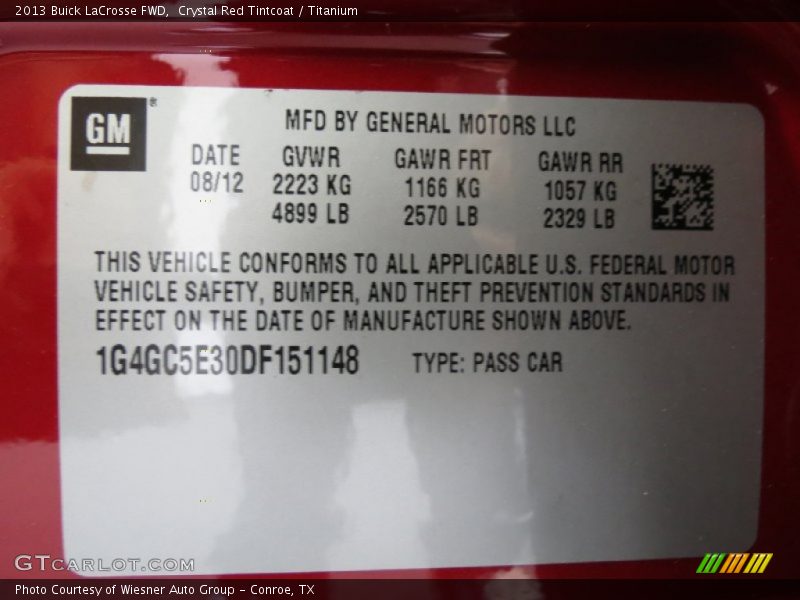 2013 Buick LaCrosse FWD,  Crystal Red Tintcoat / Titanium
GM®
MFD BY GENERAL MOTORS LLC
DATE GVWR GAWR FRT GAWR RR
08/12 2223 KG 1166 KG 1057 KG
4899 LB 2570 LB 2329 LB
THIS VEHICLE CONFORMS TO ALL APPLICABLE U.S. FEDERAL MOTOR
VEHICLE SAFETY, BUMPER, AND THEFT PREVENTION STANDARDS IN
EFFECT ON THE DATE OF MANUFACTURE SHOWN ABOVE.
1G4GC5E30DF151148 TYPE: PASS CAR
GTCARLOT.COM
Photo Courtesy of Wiesner Auto Group - Conroe, TX